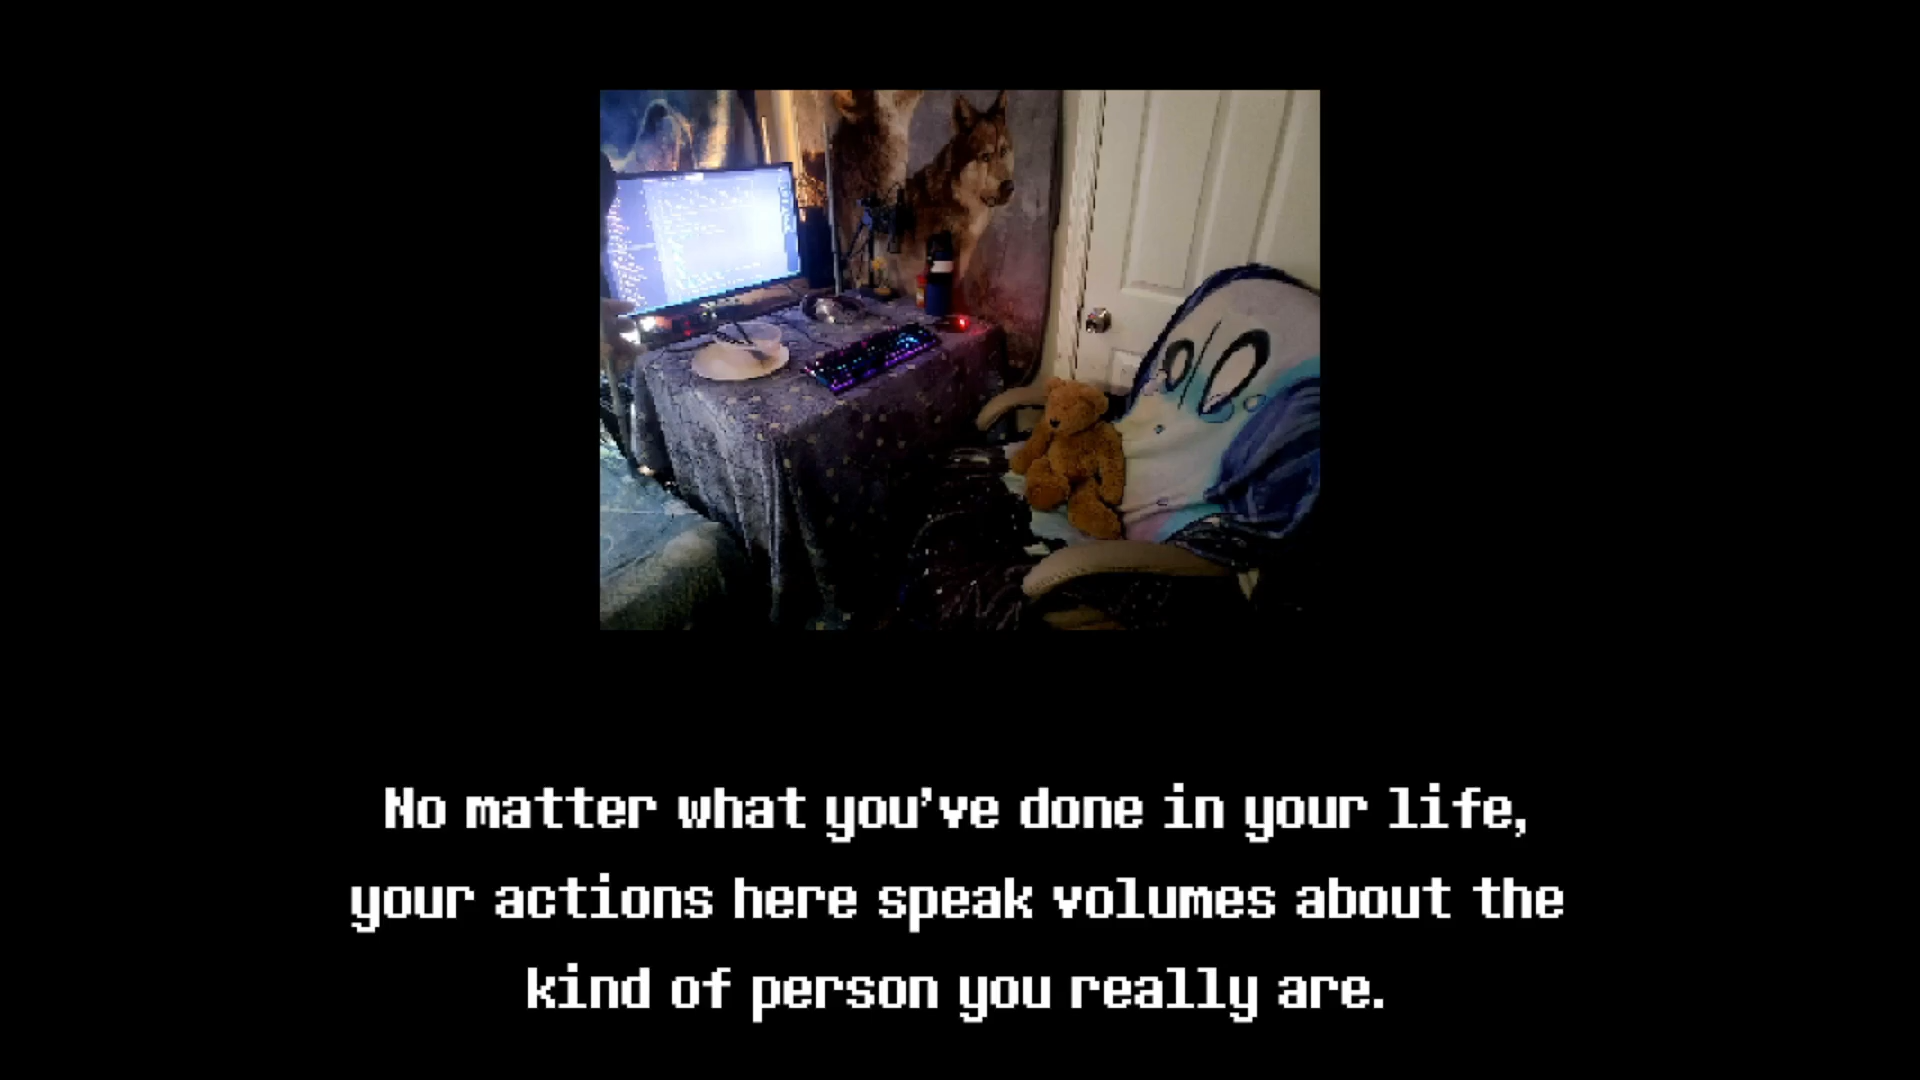 No matter what you've done in your life,
your actions here speak volumes about the
kind of person you really are.